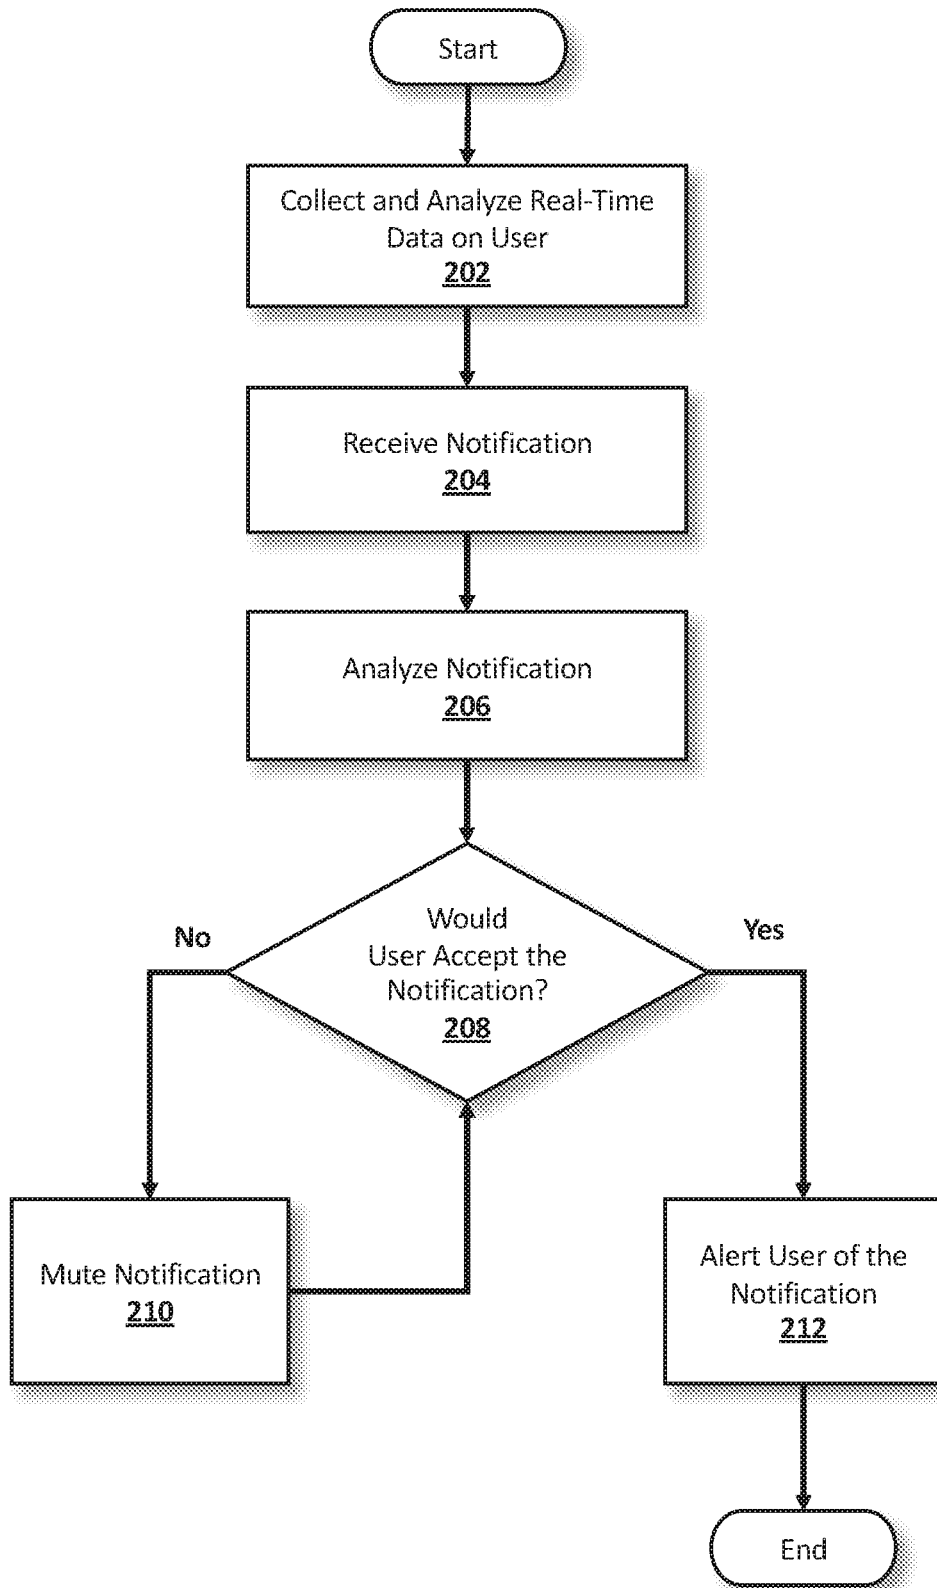 Start
Collect and Analyze Real-Time
Data on User
202
Receive Notification
204
Analyze Notification
206
Would
User Accept the
Notification?
208
No
Yes
Mute Notification
210
Alert User of the
Notification
212
End